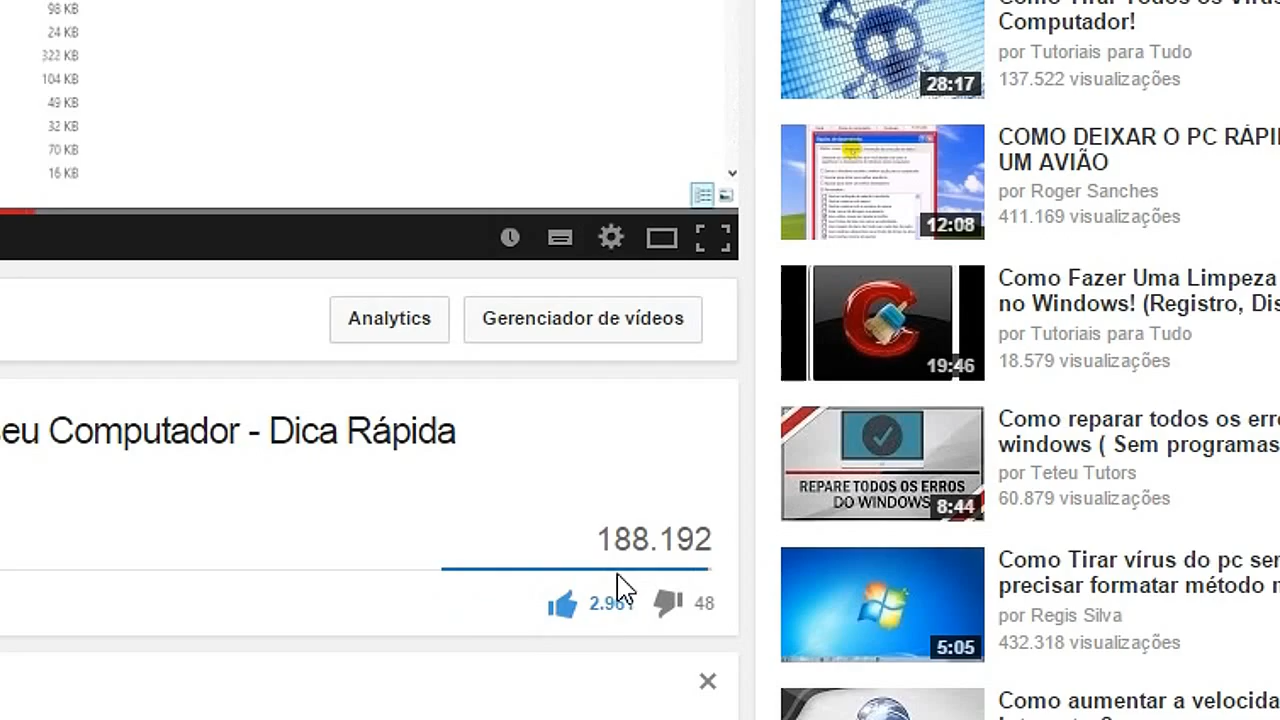 98 KB
24 KB
322 KB
104 KB
49 KB
32 KB
70 KB
16 KB
Analytics
Gerenciador de vídeos
eu Computador - Dica Rápida
188.192
48
Computador!
por Tutoriais para Tudo
137.522 visualizações
28:17
COMO DEIXAR O PC
UM AVIÃO
por Roger Sanches
411.169 visualizações
12:08
Como Fazer Uma Limpeza
no Windows! (Registro,
por Tutoriais para Tudo
18.579 visualizações
19:46
Como reparar todos os
windows ( Sem programas
por Teteu Tutors
60.879 visualizações
REPARE TODOS OS ERROS
DO WINDOWS
8:44
Como Tirar vírus do pc
precisar formatar método
por Regis Silva
432.318 visualizações
5:05
Como aumentar a